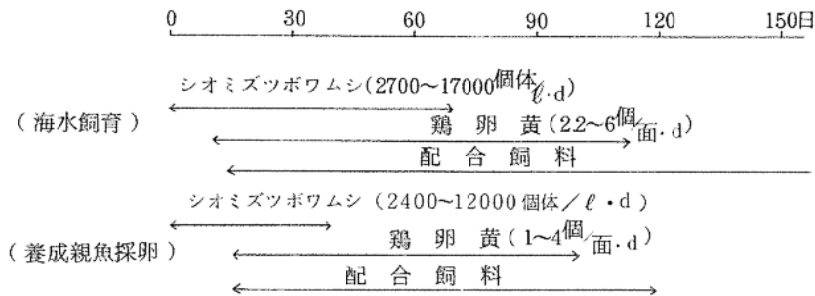 0 30 60 90 120 150日
シオミズツボワムシ(2700~17000個体/ℓ·d)
(海水飼育)
鶏卵黄(2.2~6個/面·d)
配合飼料
シオミズツボワムシ(2400~12000個体/ℓ·d)
(養成親魚採卵)
鶏卵黄(1~4個/面·d)
配合飼料